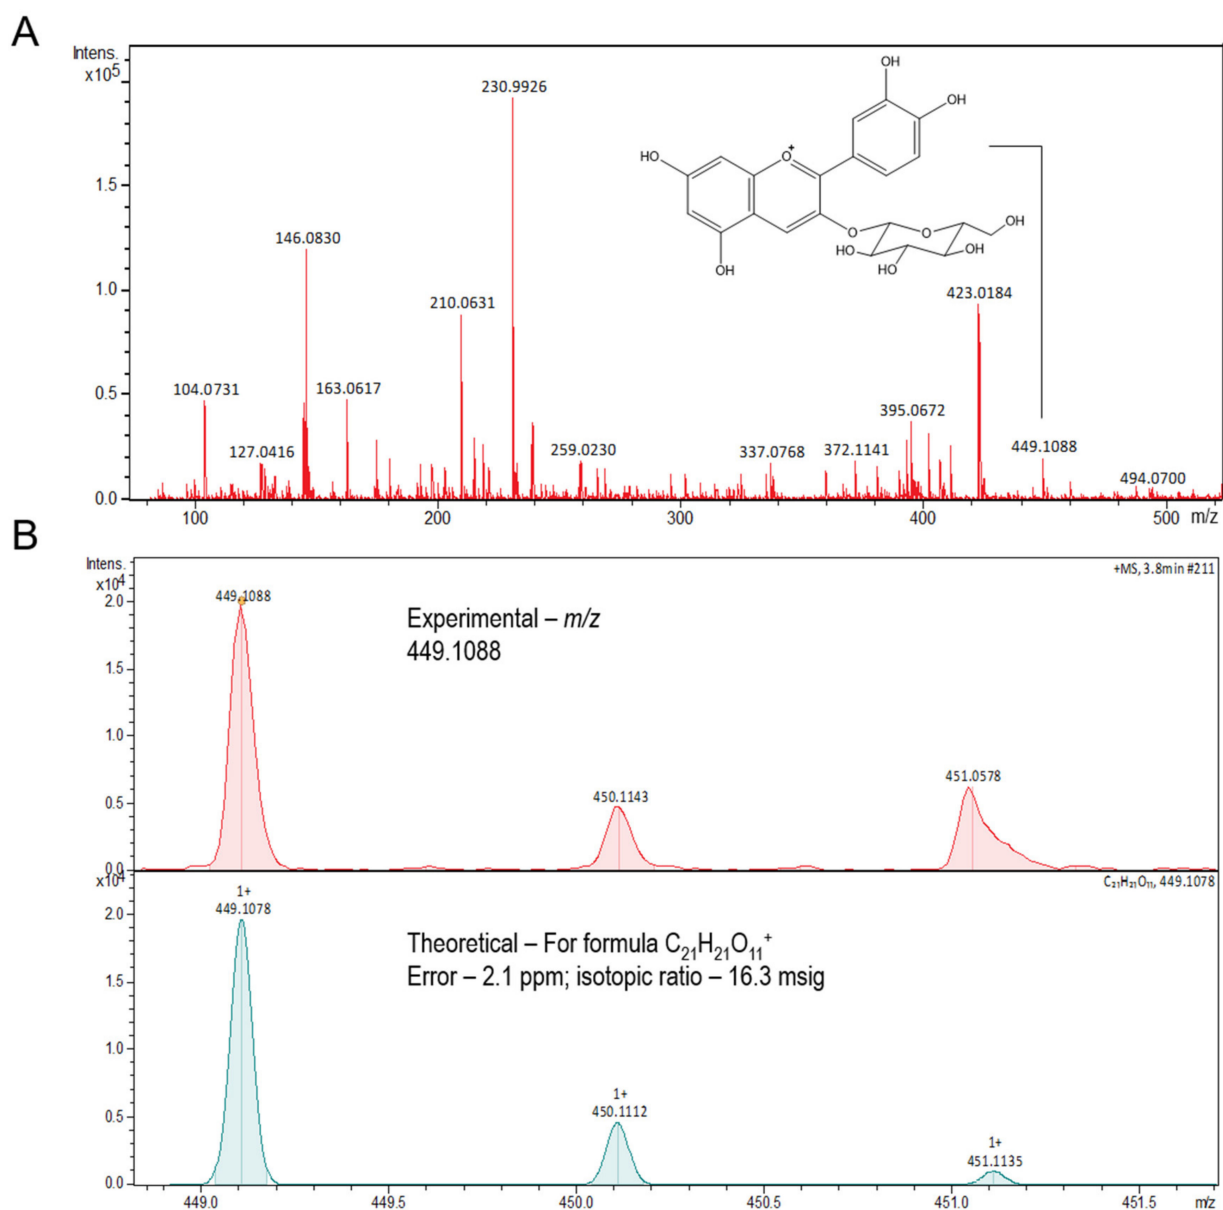 A
Intens.
x10⁵
1.5
1.0
0.5
0.0
230.9926
146.0830
210.0631
104.0731
163.0617
127.0416
259.0230
337.0768
372.1141
395.0672
423.0184
449.1088
494.0700
OH
OH
HO
O
+
OH
O
O
OH
HO
OH
HO
100
200
300
400
500
m/z
B
Intens.
x10⁴
+MS, 3.8min #211
2.0
1.5
1.0
0.5
0.0
449.1088
Experimental – m/z
449.1088
450.1143
451.0578
x10⁴
C₂₁H₂₁O₁₁, 449.1078
2.0
1.5
1.0
0.5
0.0
1+
449.1078
Theoretical – For formula C₂₁H₂₁O₁₁⁺
Error – 2.1 ppm; isotopic ratio – 16.3 msig
1+
450.1112
1+
451.1135
449.0
449.5
450.0
450.5
451.0
451.5
m/z